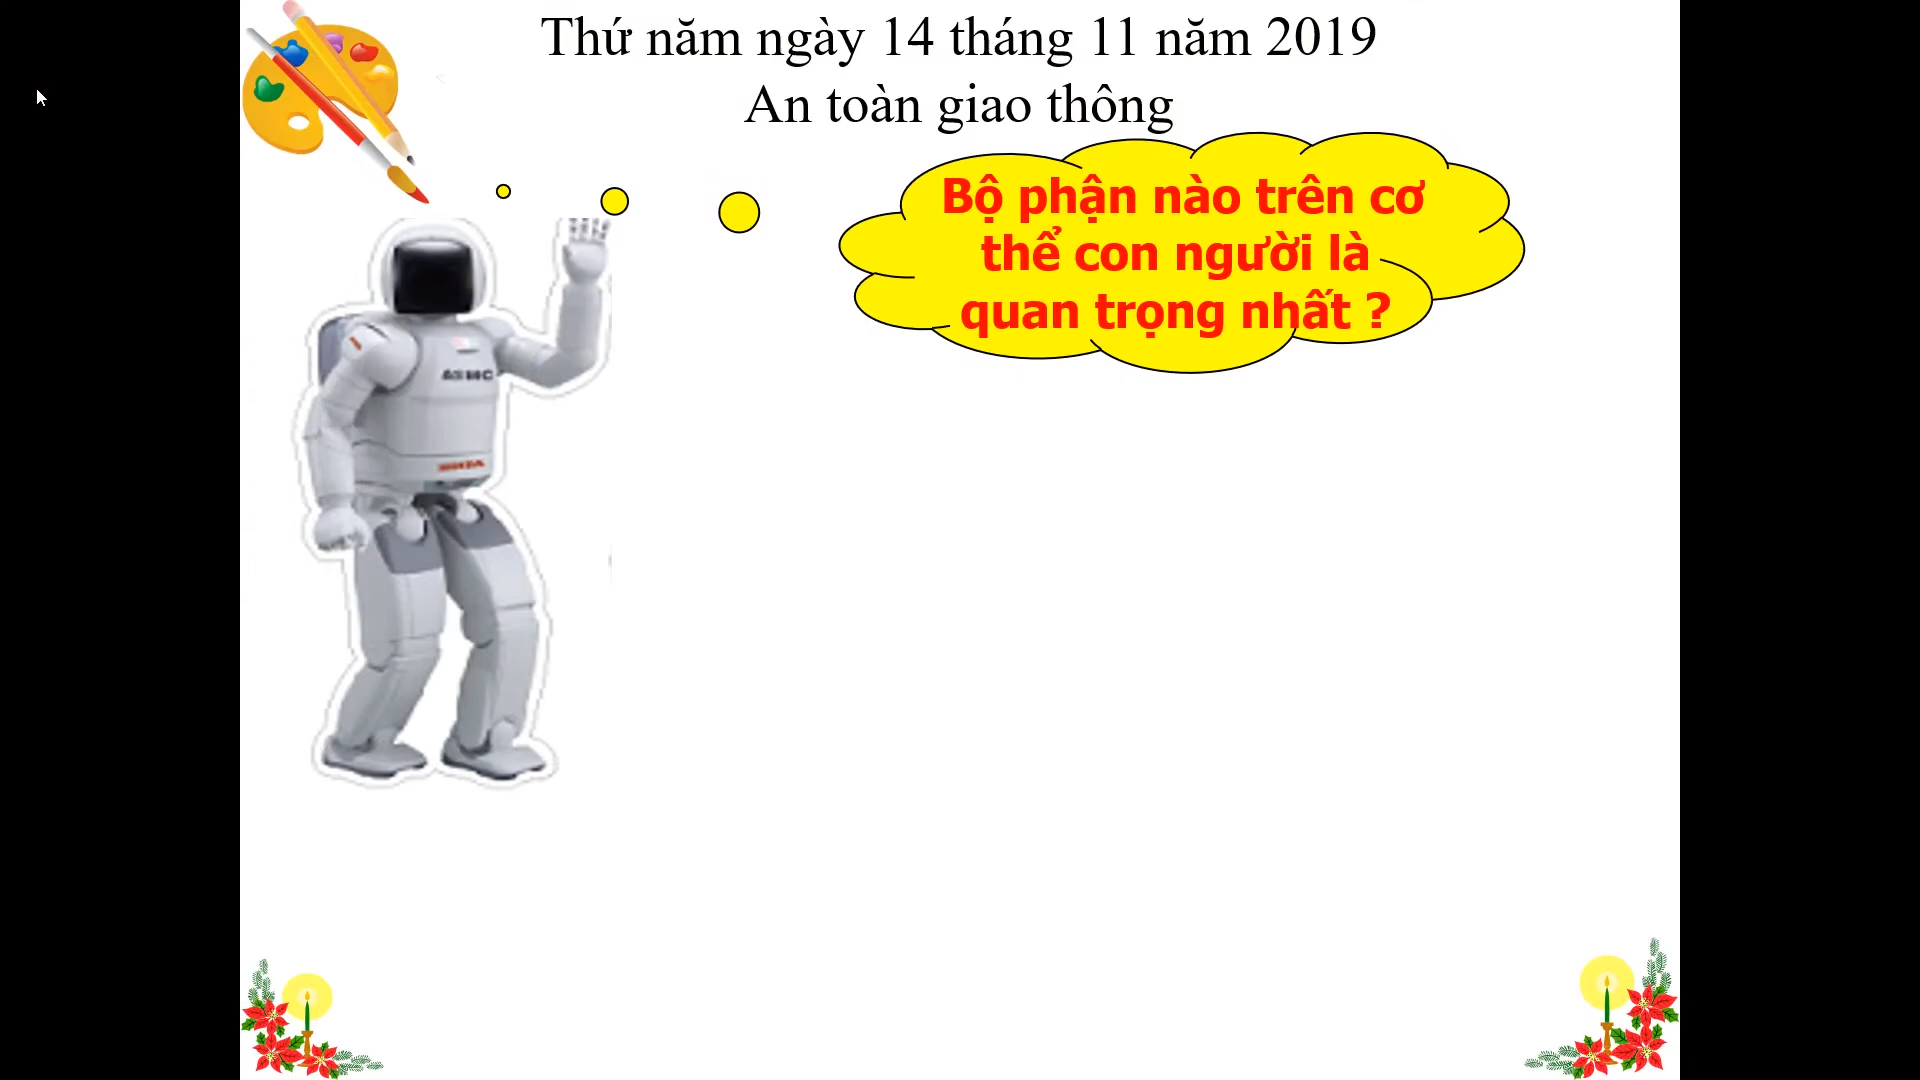 Thứ năm ngày 14 tháng 11 năm 2019
An toàn giao thông
Bộ phận nào trên cơ
thể con người là
quan trọng nhất ?
HONDA